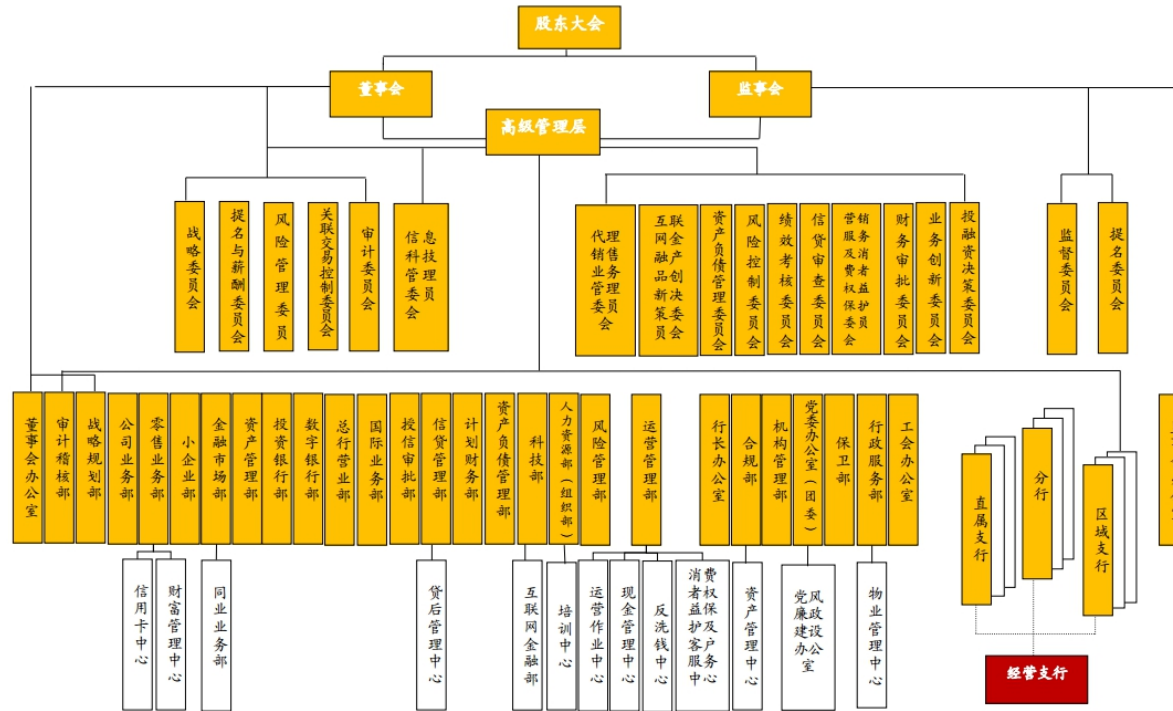 股东大会
董事会
监事会
高级管理层
战略委员会
提名与薪酬委员会
风险管理委员
关联交易控制委员会
审计委员会
信息科技管理委员会
代理销售业务管理委员会
互联网金融产品创新决策委员会
资产负债管理委员会
风险控制委员会
绩效考核委员会
信贷审查委员会
营销服务及消费者权益保护委员会
财务审批委员会
业务创新委员会
投融资决策委员会
监督委员会
提名委员会
董事会办公室
审计稽核部
战略规划部
公司业务部
零售业务部
小企业部
金融市场部
资产管理部
投资银行部
数字银行部
总行营业部
国际业务部
授信审批部
信贷管理部
计划财务部
资产负债管理部
科技部
人力资源部（组织部）
风险管理部
运营管理部
行长办公室
合规部
机构管理部
党委办公室（团委）
保卫部
行政服务部
工会办公室
直属支行
分行
区域支行
信用卡中心
财富管理中心
同业业务部
贷后管理中心
互联网金融部
培训中心
运营作业中心
现金管理中心
反洗钱中心
消费者权益保护及客户服务中心
资产管理中心
党风廉政建设办公室
物业管理中心
经营支行